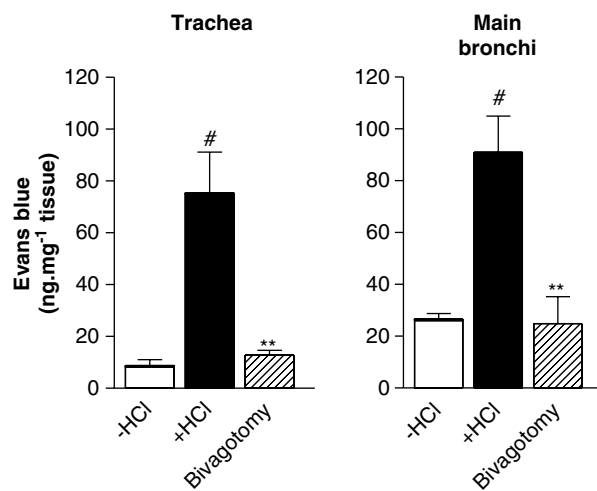 Trachea
Main
bronchi
Evans blue
(ng.mg⁻¹ tissue)
120
100
80
60
40
20
0
#
**
-HCl
+HCl
Bivagotomy
120
100
80
60
40
20
0
#
**
-HCl
+HCl
Bivagotomy